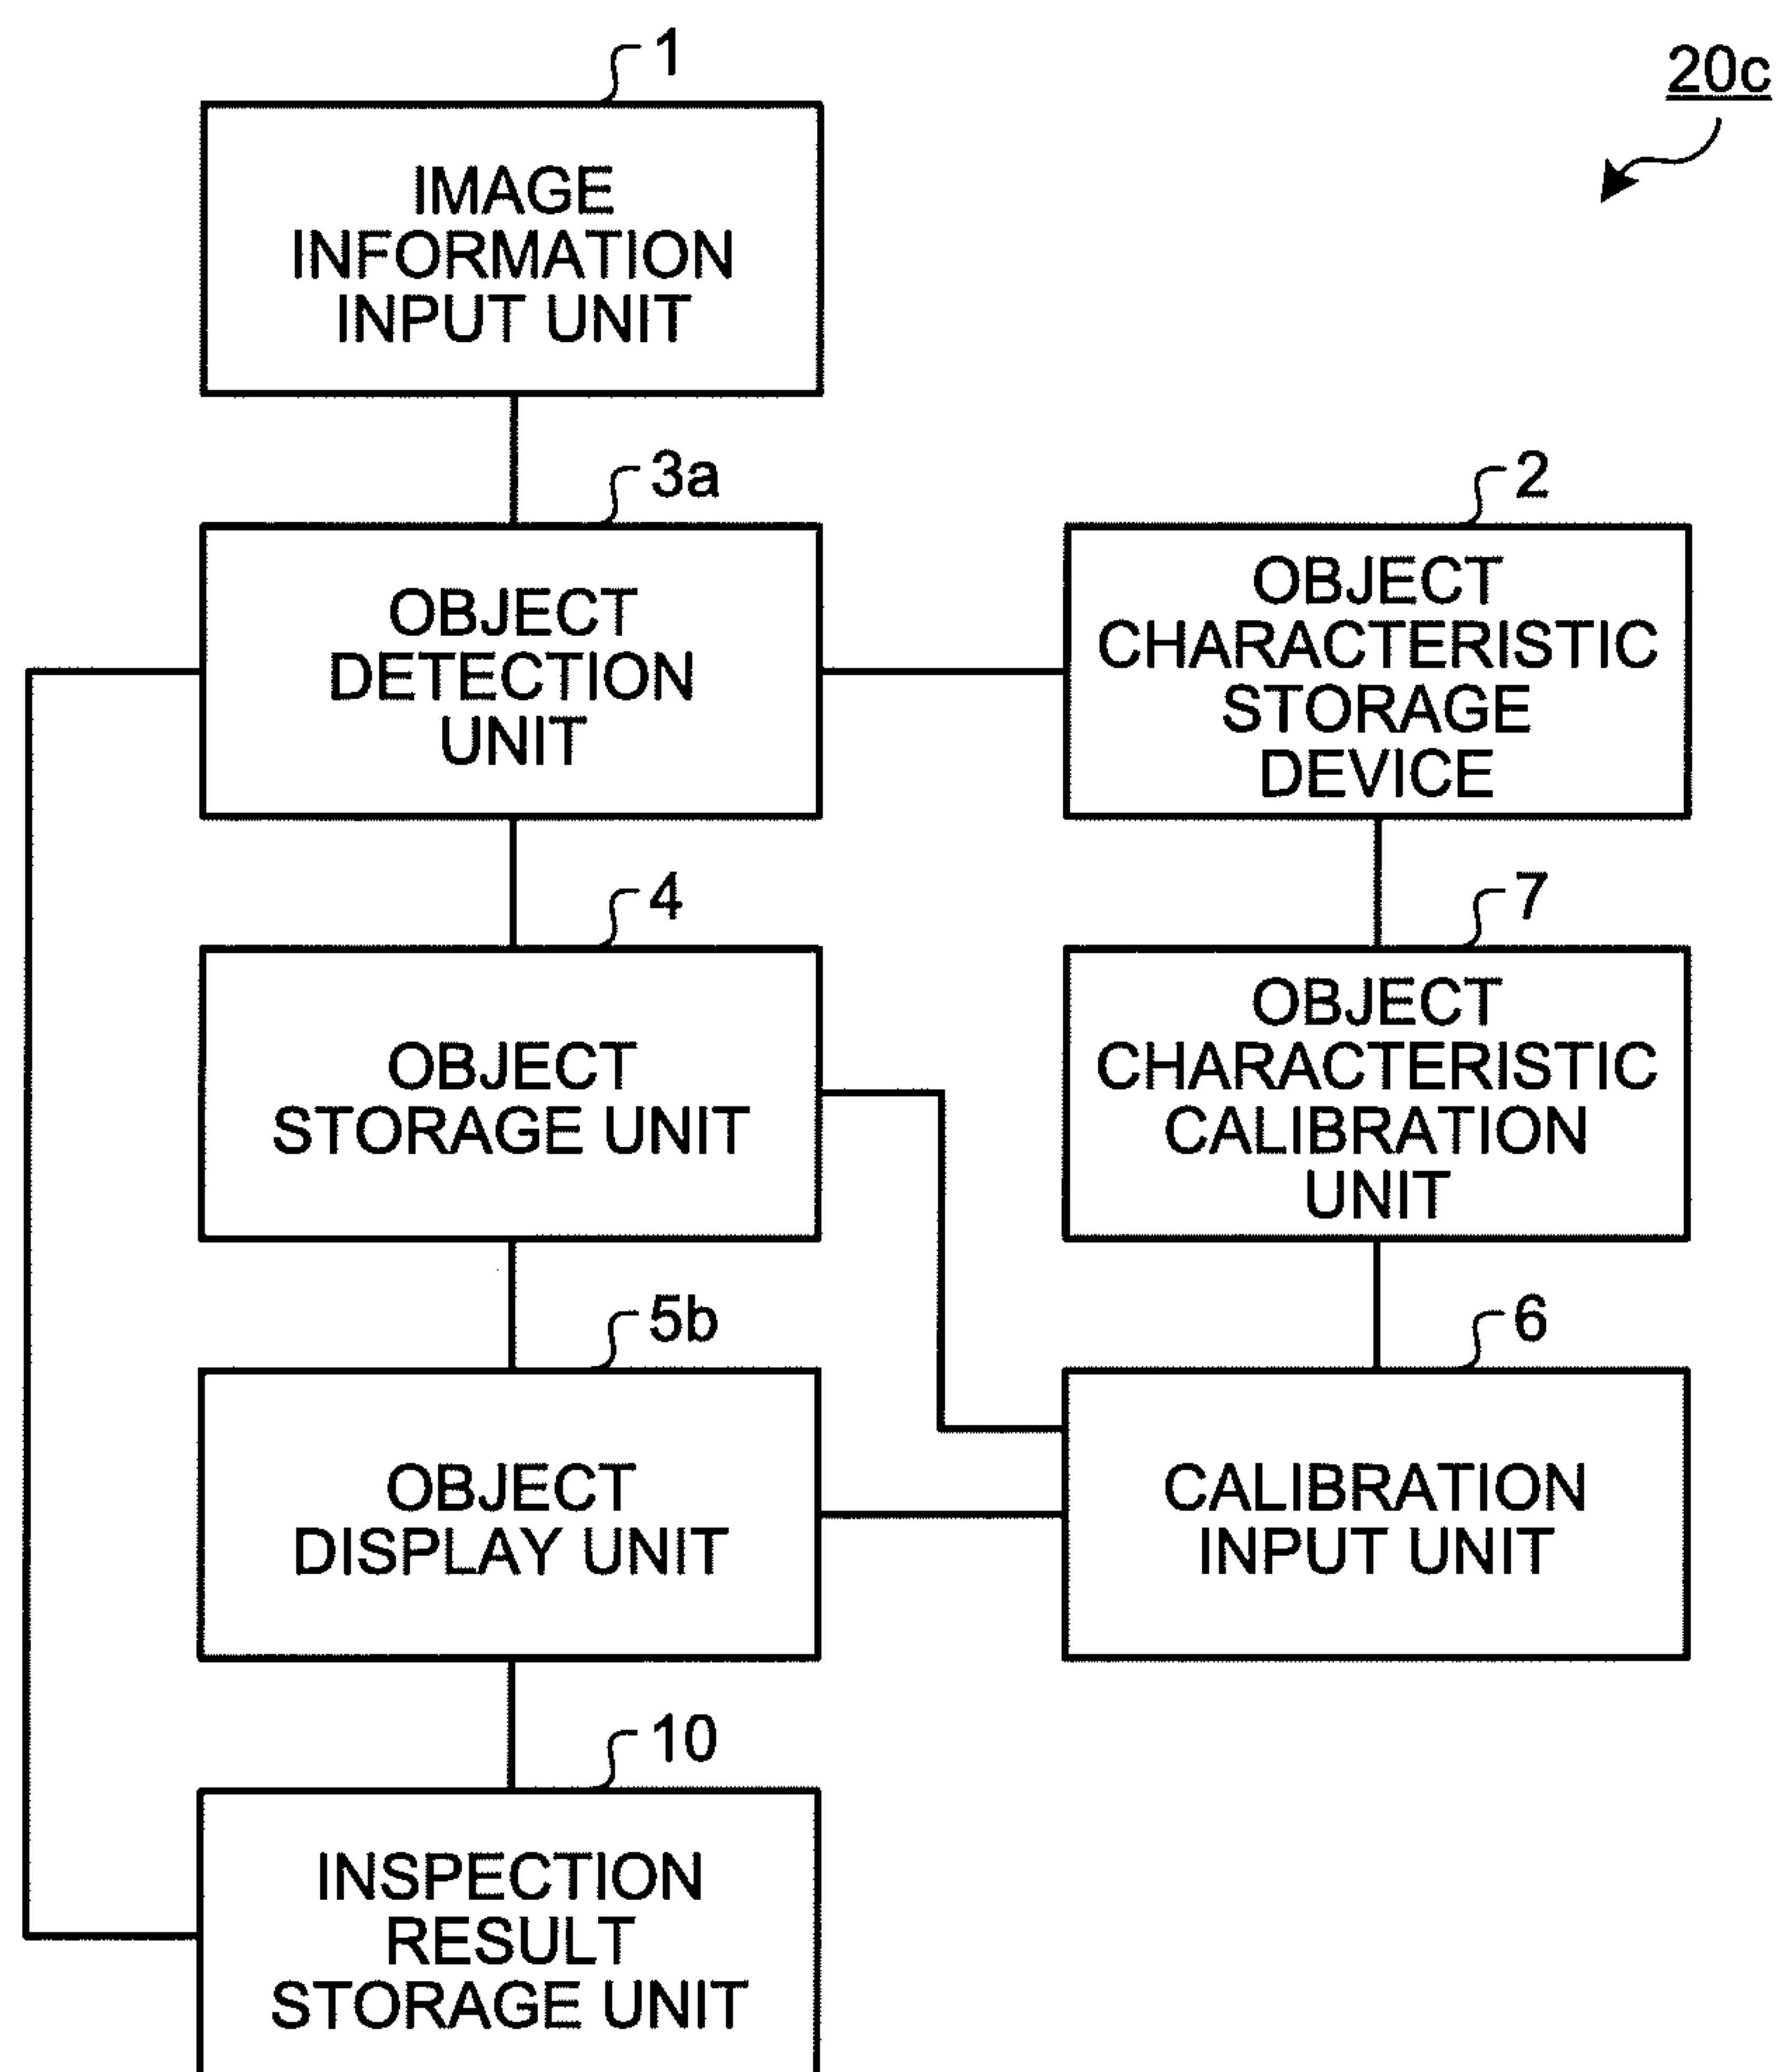 1
20c
IMAGE
INFORMATION
INPUT UNIT
3a
OBJECT
DETECTION
UNIT
2
OBJECT
CHARACTERISTIC
STORAGE
DEVICE
4
OBJECT
STORAGE UNIT
7
OBJECT
CHARACTERISTIC
CALIBRATION
UNIT
5b
OBJECT
DISPLAY UNIT
6
CALIBRATION
INPUT UNIT
10
INSPECTION
RESULT
STORAGE UNIT